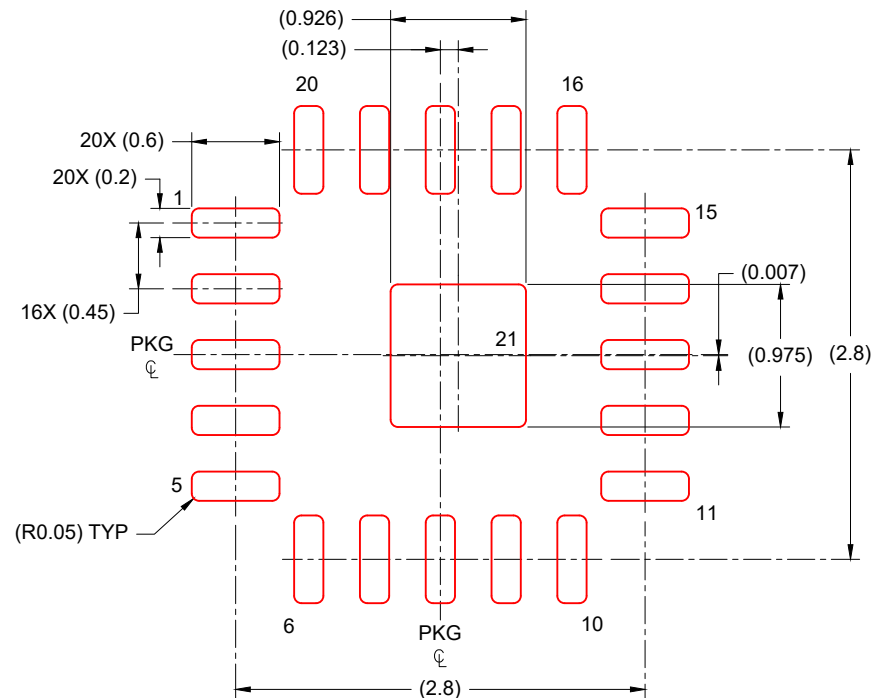 (0.926)
(0.123)
20
16
20X (0.6)
20X (0.2)
1
15
(0.007)
16X (0.45)
PKG
℄
21
(0.975)
(2.8)
5
11
(R0.05) TYP
6
10
PKG
℄
(2.8)